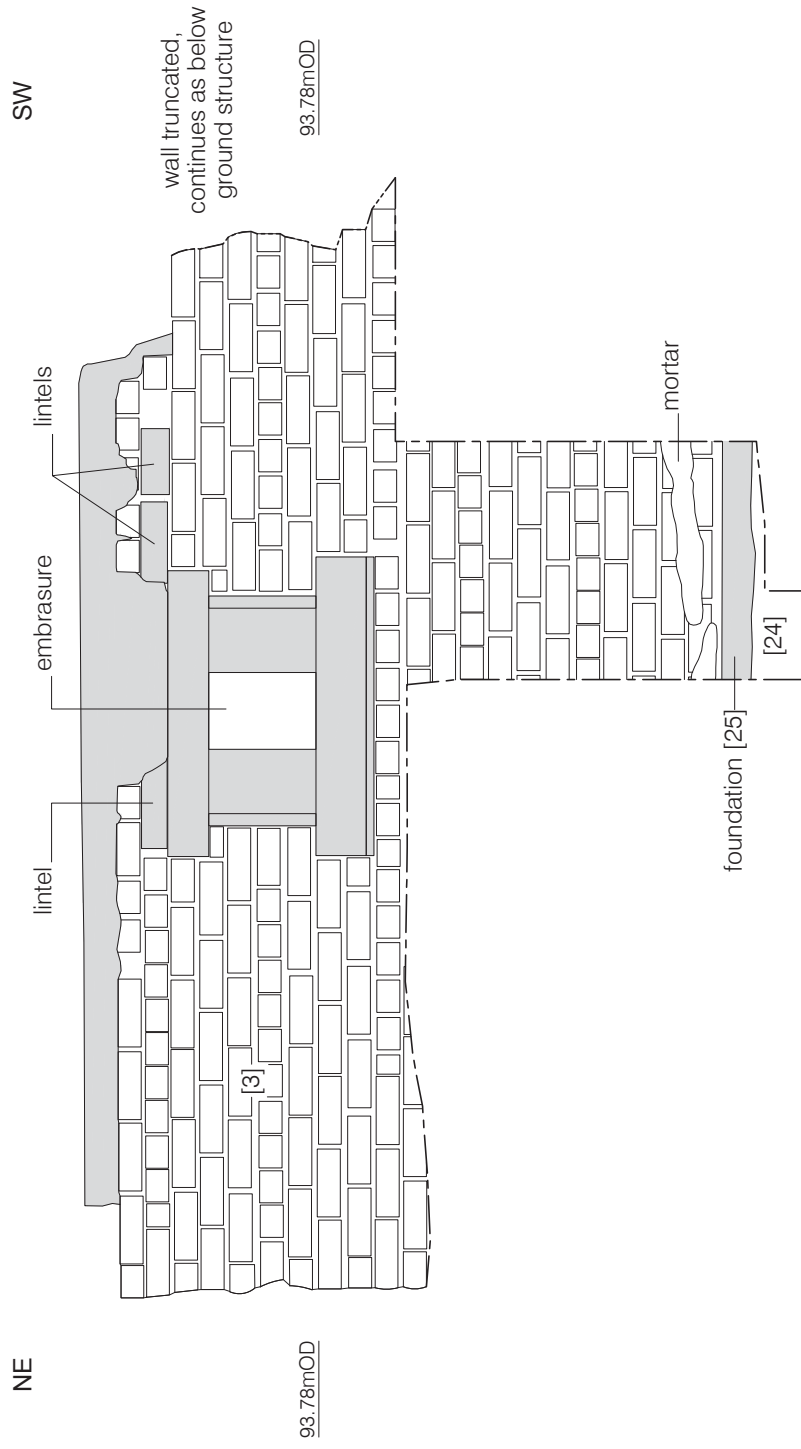 NE
SW
lintel
embrasure
lintels
wall truncated,
continues as below
ground structure
93.78mOD
93.78mOD
[3]
mortar
foundation [25]
[24]